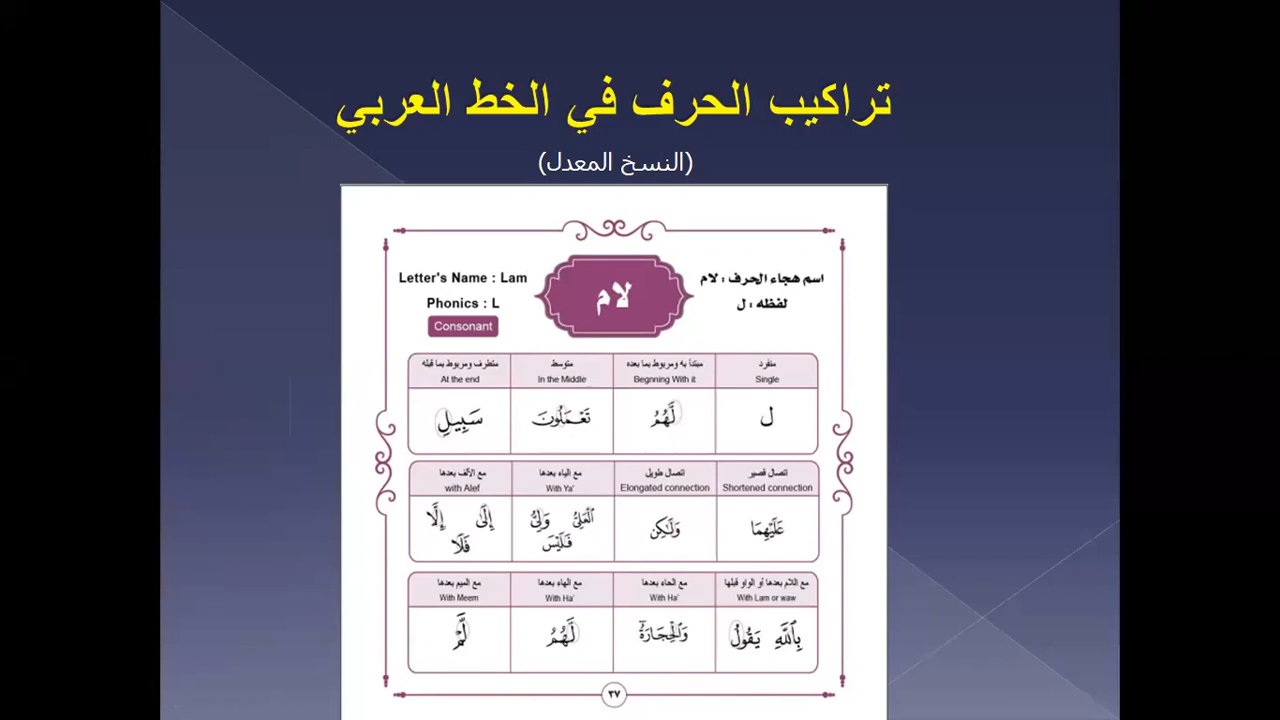 تراكيب الحرف في الخط العربي
(النسخ المعدل)
اسم هجاء الحرف : لام
لفظه : ل
لام
Letter's Name : Lam
Phonics : L
Consonant
منفرد
Single
مبتدأ به ومربوط بما بعده
Begnning With it
متوسط
In the Middle
متطرف ومربوط بما قبله
At the end
ل
لَّهُمُ
تَعْمَلُونَ
سَبِيلِ
اتصال قصير
Shortened connection
اتصال طويل
Elongated connection
مع الياء بعدها
With Ya'
مع الألف بعدها
with Alef
عَلَيْهِمَا
وَلَٰكِن
ٱلْعَلِيُّ وَلِيُّ
فَلَيْسَ
إِلَىٰ إِلَّا
فَلَا
مع اللام بعدها أو الواو قبلها
With Lam or waw
مع الحاء بعدها
With Ha'
مع الهاء بعدها
With Ha'
مع الميم بعدها
With Meem
بِٱللَّهِ يَقُولُ
وَٱلْحِجَارَةُ
لَّهُمُ
لَّمْ
٣٧